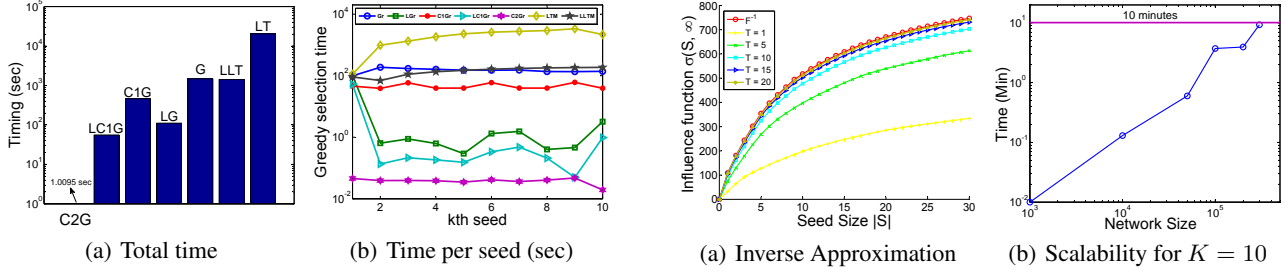 Timing (sec)
10^5
10^4
10^3
10^2
10^1
10^0
1.0095 sec
C2G
LC1G
C1G
LG
G
LLT
LT
(a) Total time
Greedy selection time
10^4
10^2
10^0
10^-2
Gr LGr C1Gr LC1Gr C2Gr LTM LLTM
2 4 6 8 10
kth seed
(b) Time per seed (sec)
Influence function σ(S, ∞)
800
700
600
500
400
300
200
100
0
F^-1
T = 1
T = 5
T = 10
T = 15
T = 20
0 5 10 15 20 25 30
Seed Size |S|
(a) Inverse Approximation
Time (Min)
10^1
10^0
10^-1
10^-2
10 minutes
10^3 10^4 10^5
Network Size
(b) Scalability for K = 10